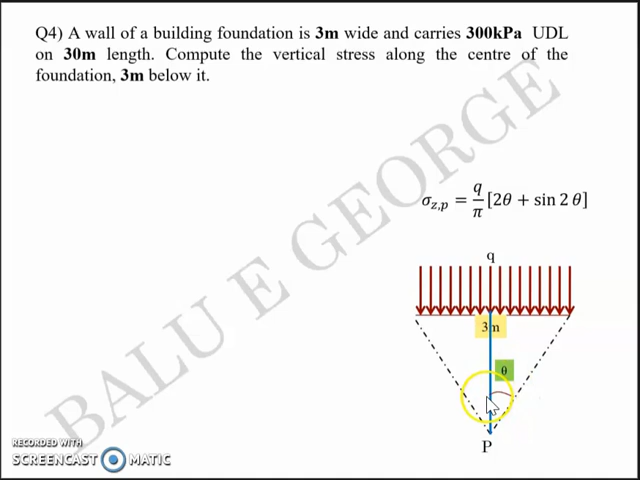 Q4) A wall of a building foundation is 3m wide and carries 300kPa UDL
on 30m length. Compute the vertical stress along the centre of the
foundation, 3m below it.
σz,p = q/π [2θ + sin 2 θ]
q
3m
θ
P
BALU E GEORGE
RECORDED WITH
SCREENCAST MATIC